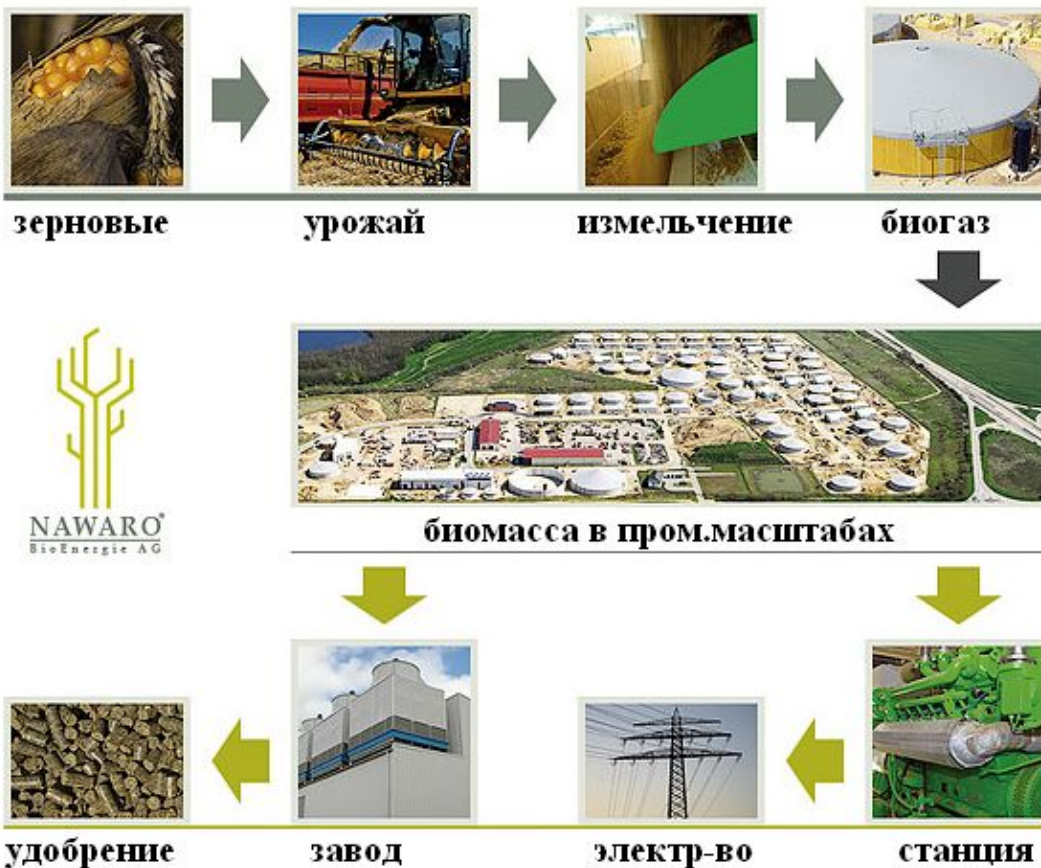 зерновые
урожай
измельчение
биогаз
NAWARO®
BioEnergie AG
биомасса в пром.масштабах
удобрение
завод
электр-во
станция